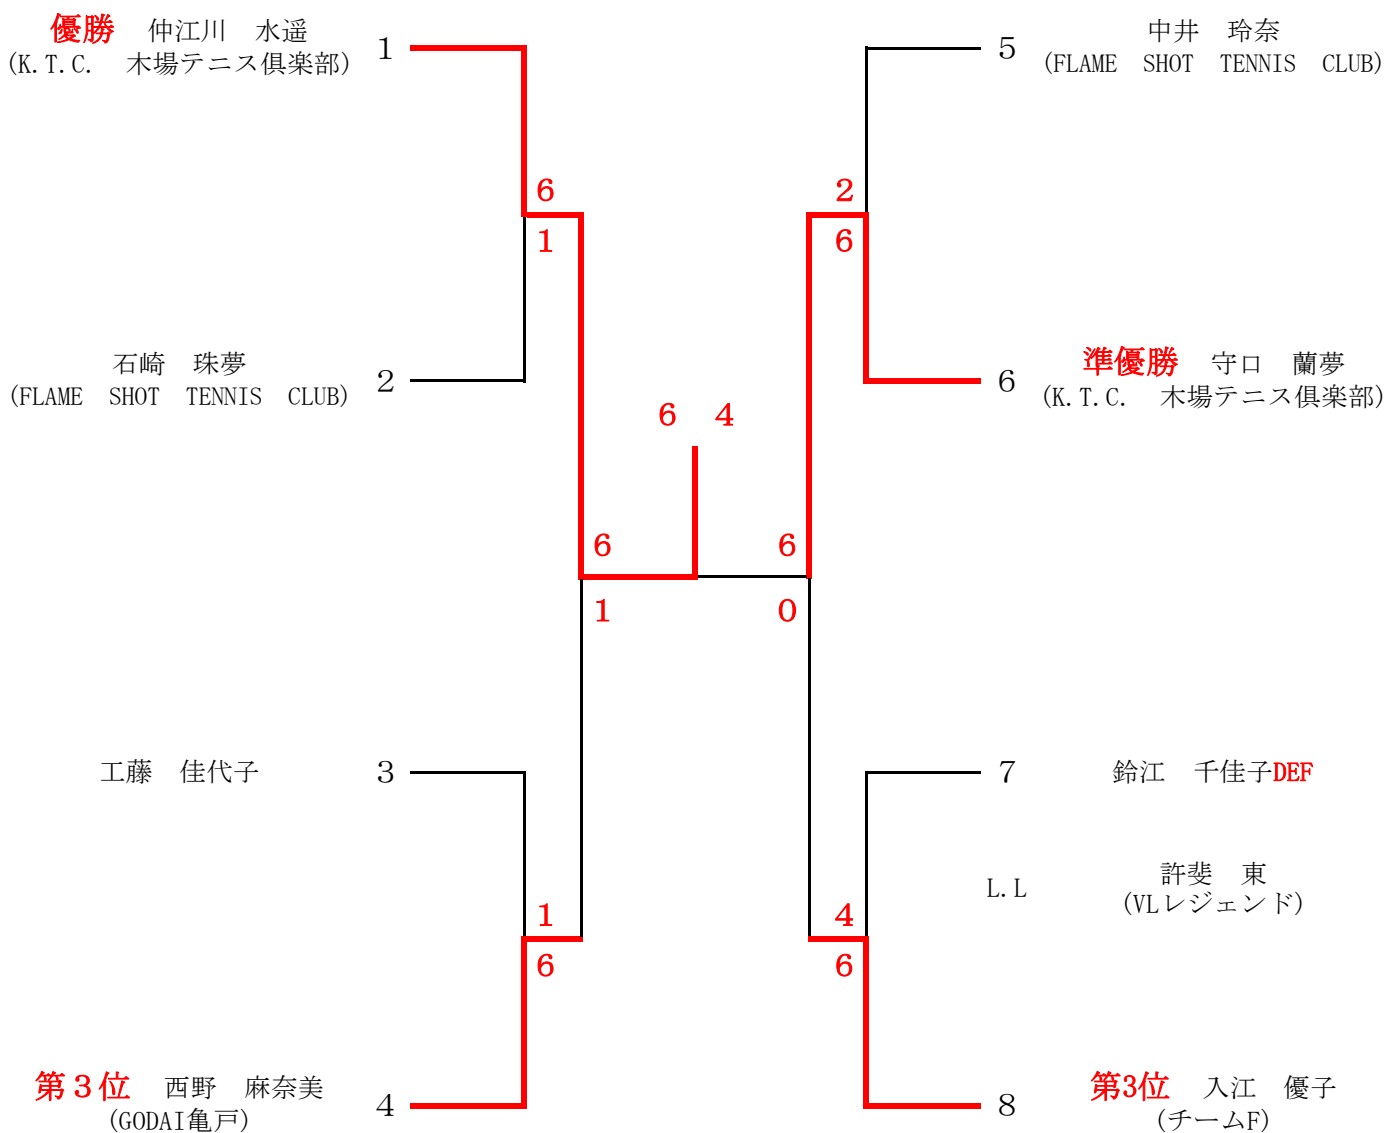 優勝　仲江川　水遥
(K.T.C.　木場テニス倶楽部)
1
5
中井　玲奈
(FLAME　SHOT　TENNIS　CLUB)
6
2
1
6
石崎　珠夢
(FLAME　SHOT　TENNIS　CLUB)
2
6
準優勝　守口　蘭夢
(K.T.C.　木場テニス倶楽部)
6　4
6
6
1
0
工藤　佳代子
3
7
鈴江　千佳子DEF
L.L
許斐　東
(VLレジェンド)
1
4
6
6
第３位　西野　麻奈美
(GODAI亀戸)
4
8
第3位　入江　優子
(チームF)